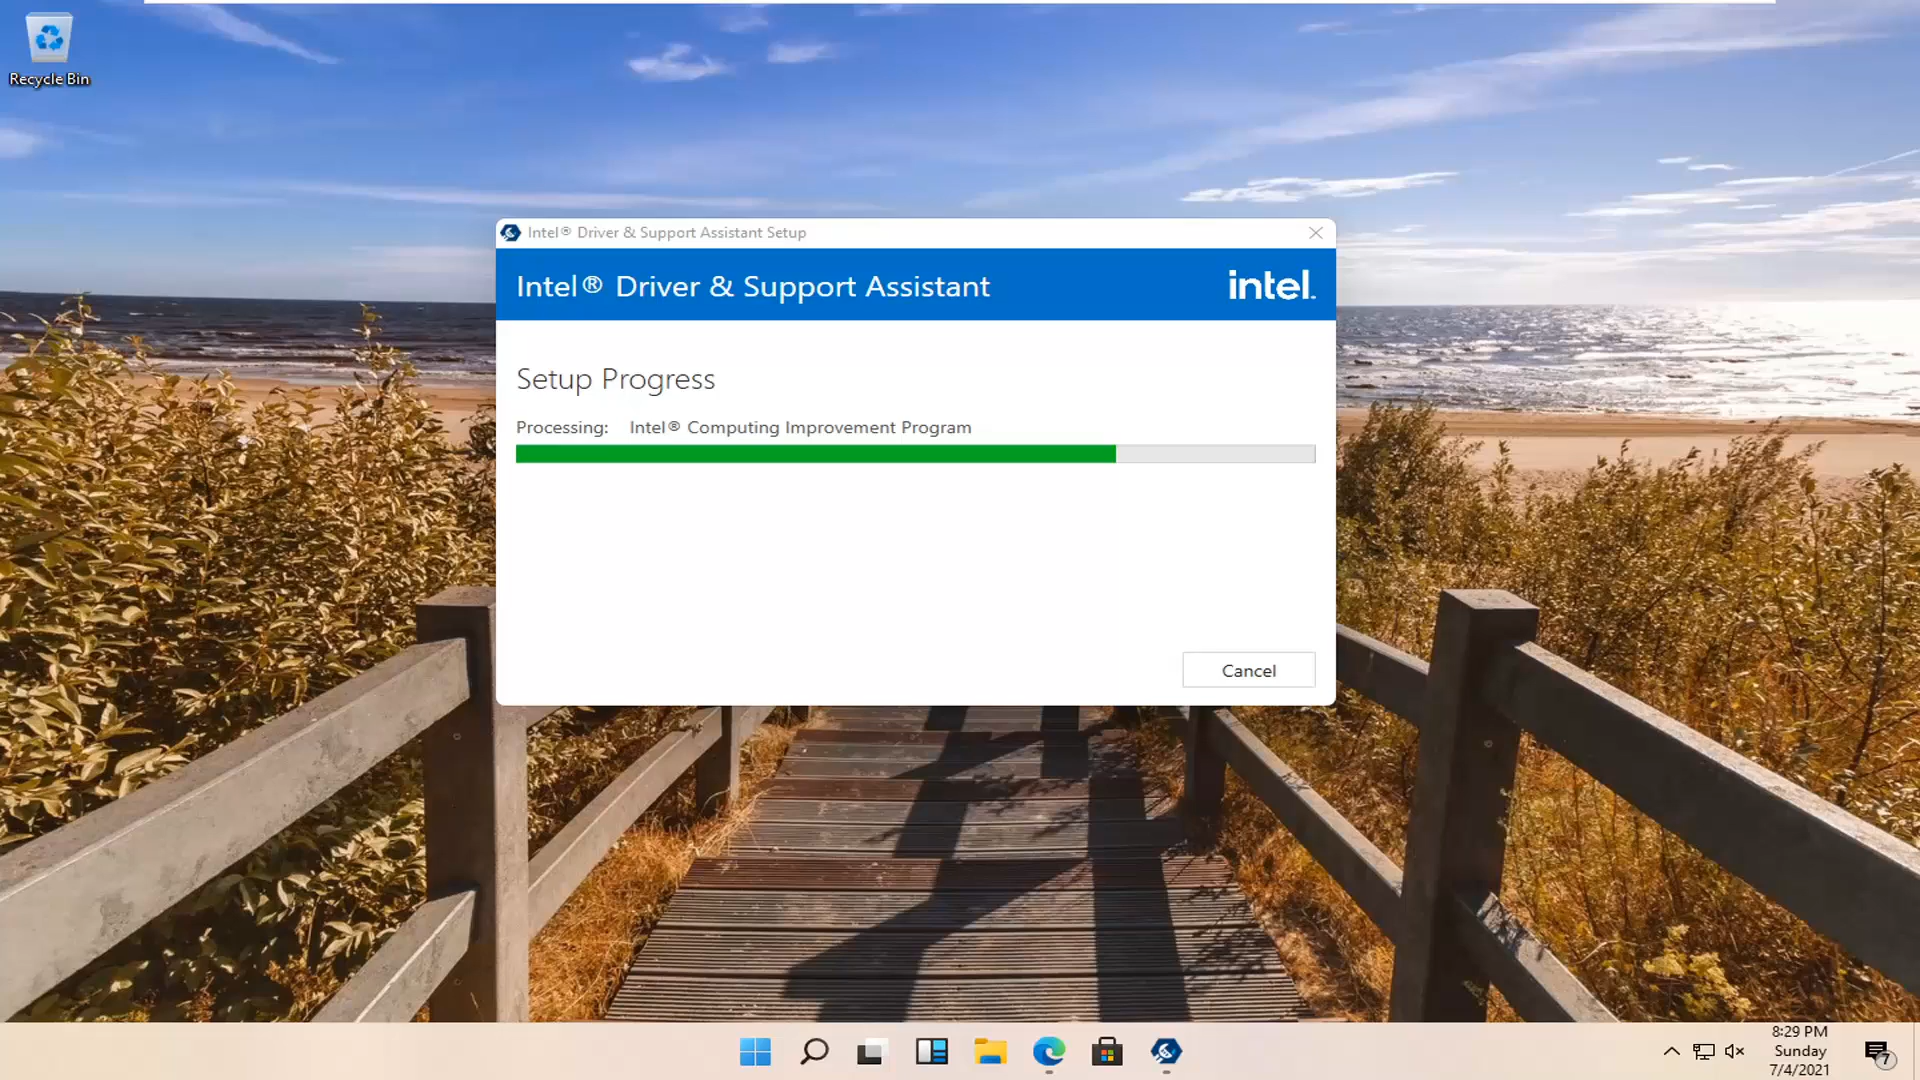 Recycle Bin
Intel® Driver & Support Assistant Setup
Intel® Driver & Support Assistant
intel.
Setup Progress
Processing: Intel® Computing Improvement Program
Cancel
8:29 PM
Sunday
7/4/2021
7